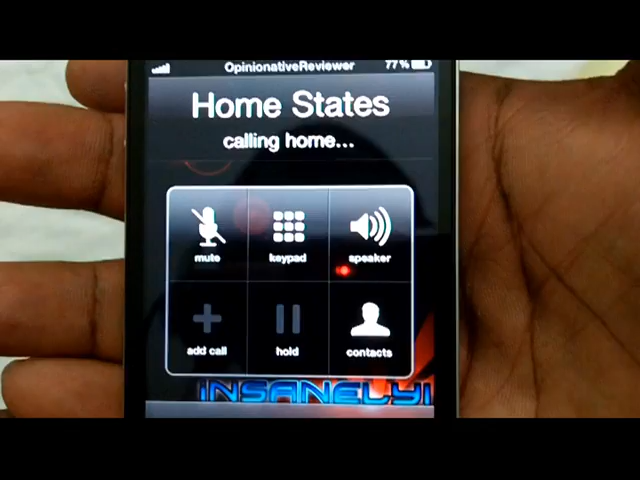 OpinionativeReviewer 77%
Home States
calling home...
mute keypad speaker
add call hold contacts
INSANELYI